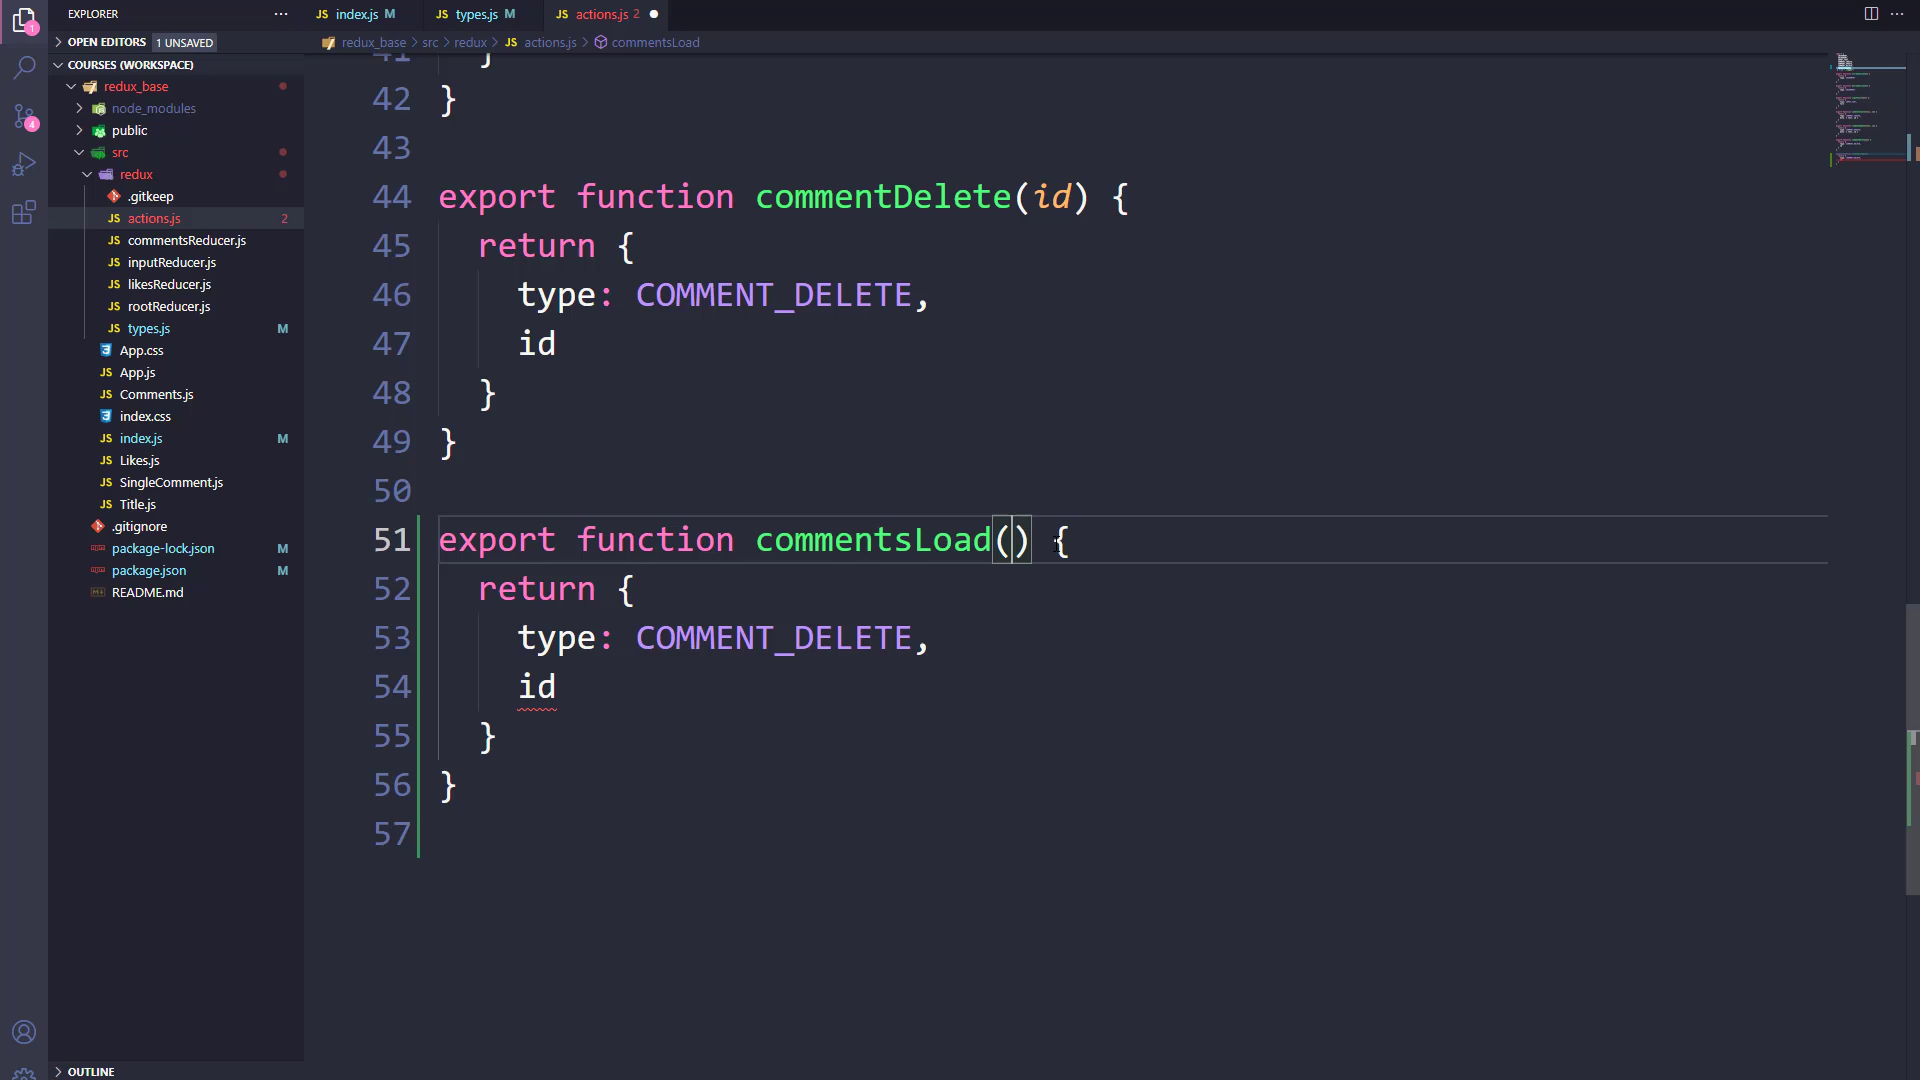 EXPLORER
index.js M
types.js M
actions.js 2
OPEN EDITORS 1 UNSAVED
redux_base > src > redux > actions.js > commentsLoad
COURSES (WORKSPACE)
redux_base
node_modules
public
src
redux
.gitkeep
actions.js 2
commentsReducer.js
inputReducer.js
likesReducer.js
rootReducer.js
types.js M
App.css
App.js
Comments.js
index.css
index.js M
Likes.js
SingleComment.js
Title.js
.gitignore
package-lock.json M
package.json M
README.md
OUTLINE
1
4
41 }
42 }
43
44 export function commentDelete(id) {
45 return {
46 type: COMMENT_DELETE,
47 id
48 }
49 }
50
51 export function commentsLoad() {
52 return {
53 type: COMMENT_DELETE,
54 id
55 }
56 }
57